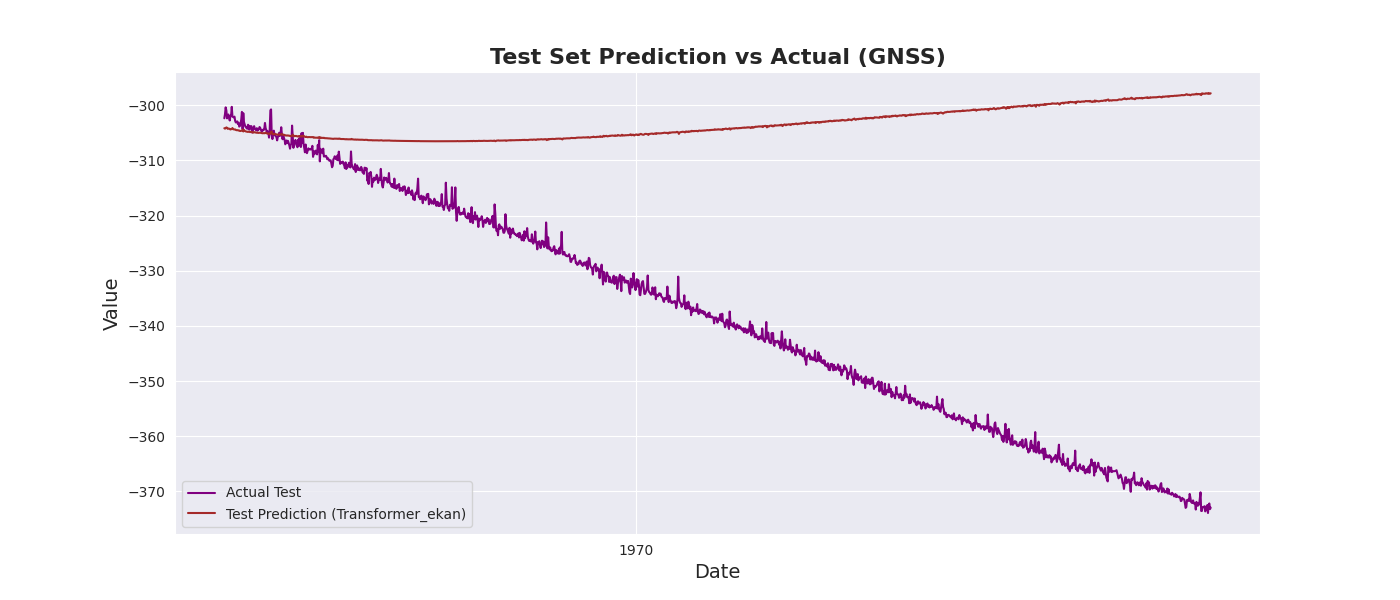 Test Set Prediction vs Actual (GNSS)
Value
−300
−310
−320
−330
−340
−350
−360
−370
Actual Test
Test Prediction (Transformer_ekan)
1970
Date